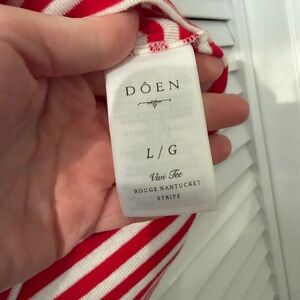 DÔEN
L / G
Vivi Tee
ROUGE NANTUCKET
STRIPE